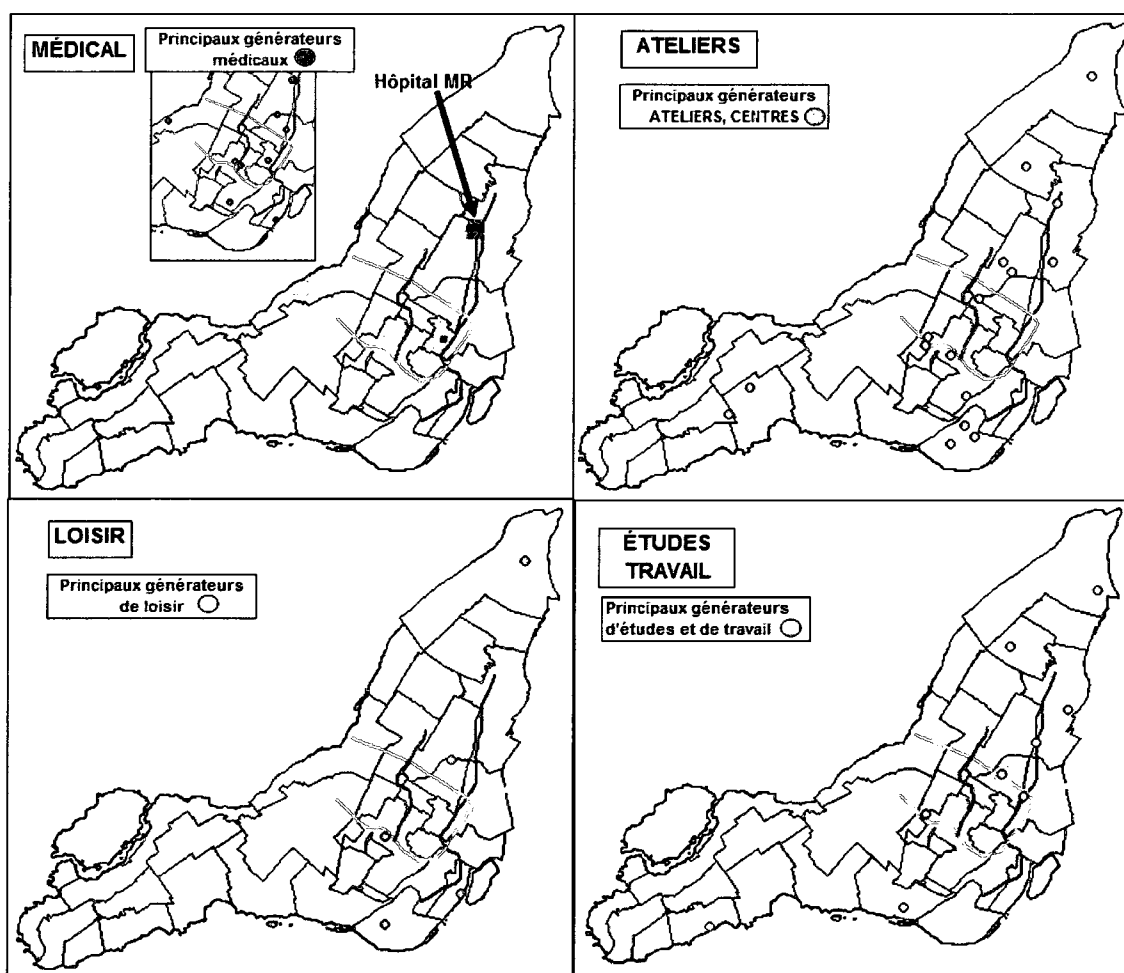 MÉDICAL
Principaux générateurs
médicaux
Hôpital MR
ATELIERS
Principaux générateurs
ATELIERS, CENTRES
LOISIR
Principaux générateurs
de loisir
ÉTUDES
TRAVAIL
Principaux générateurs
d'études et de travail